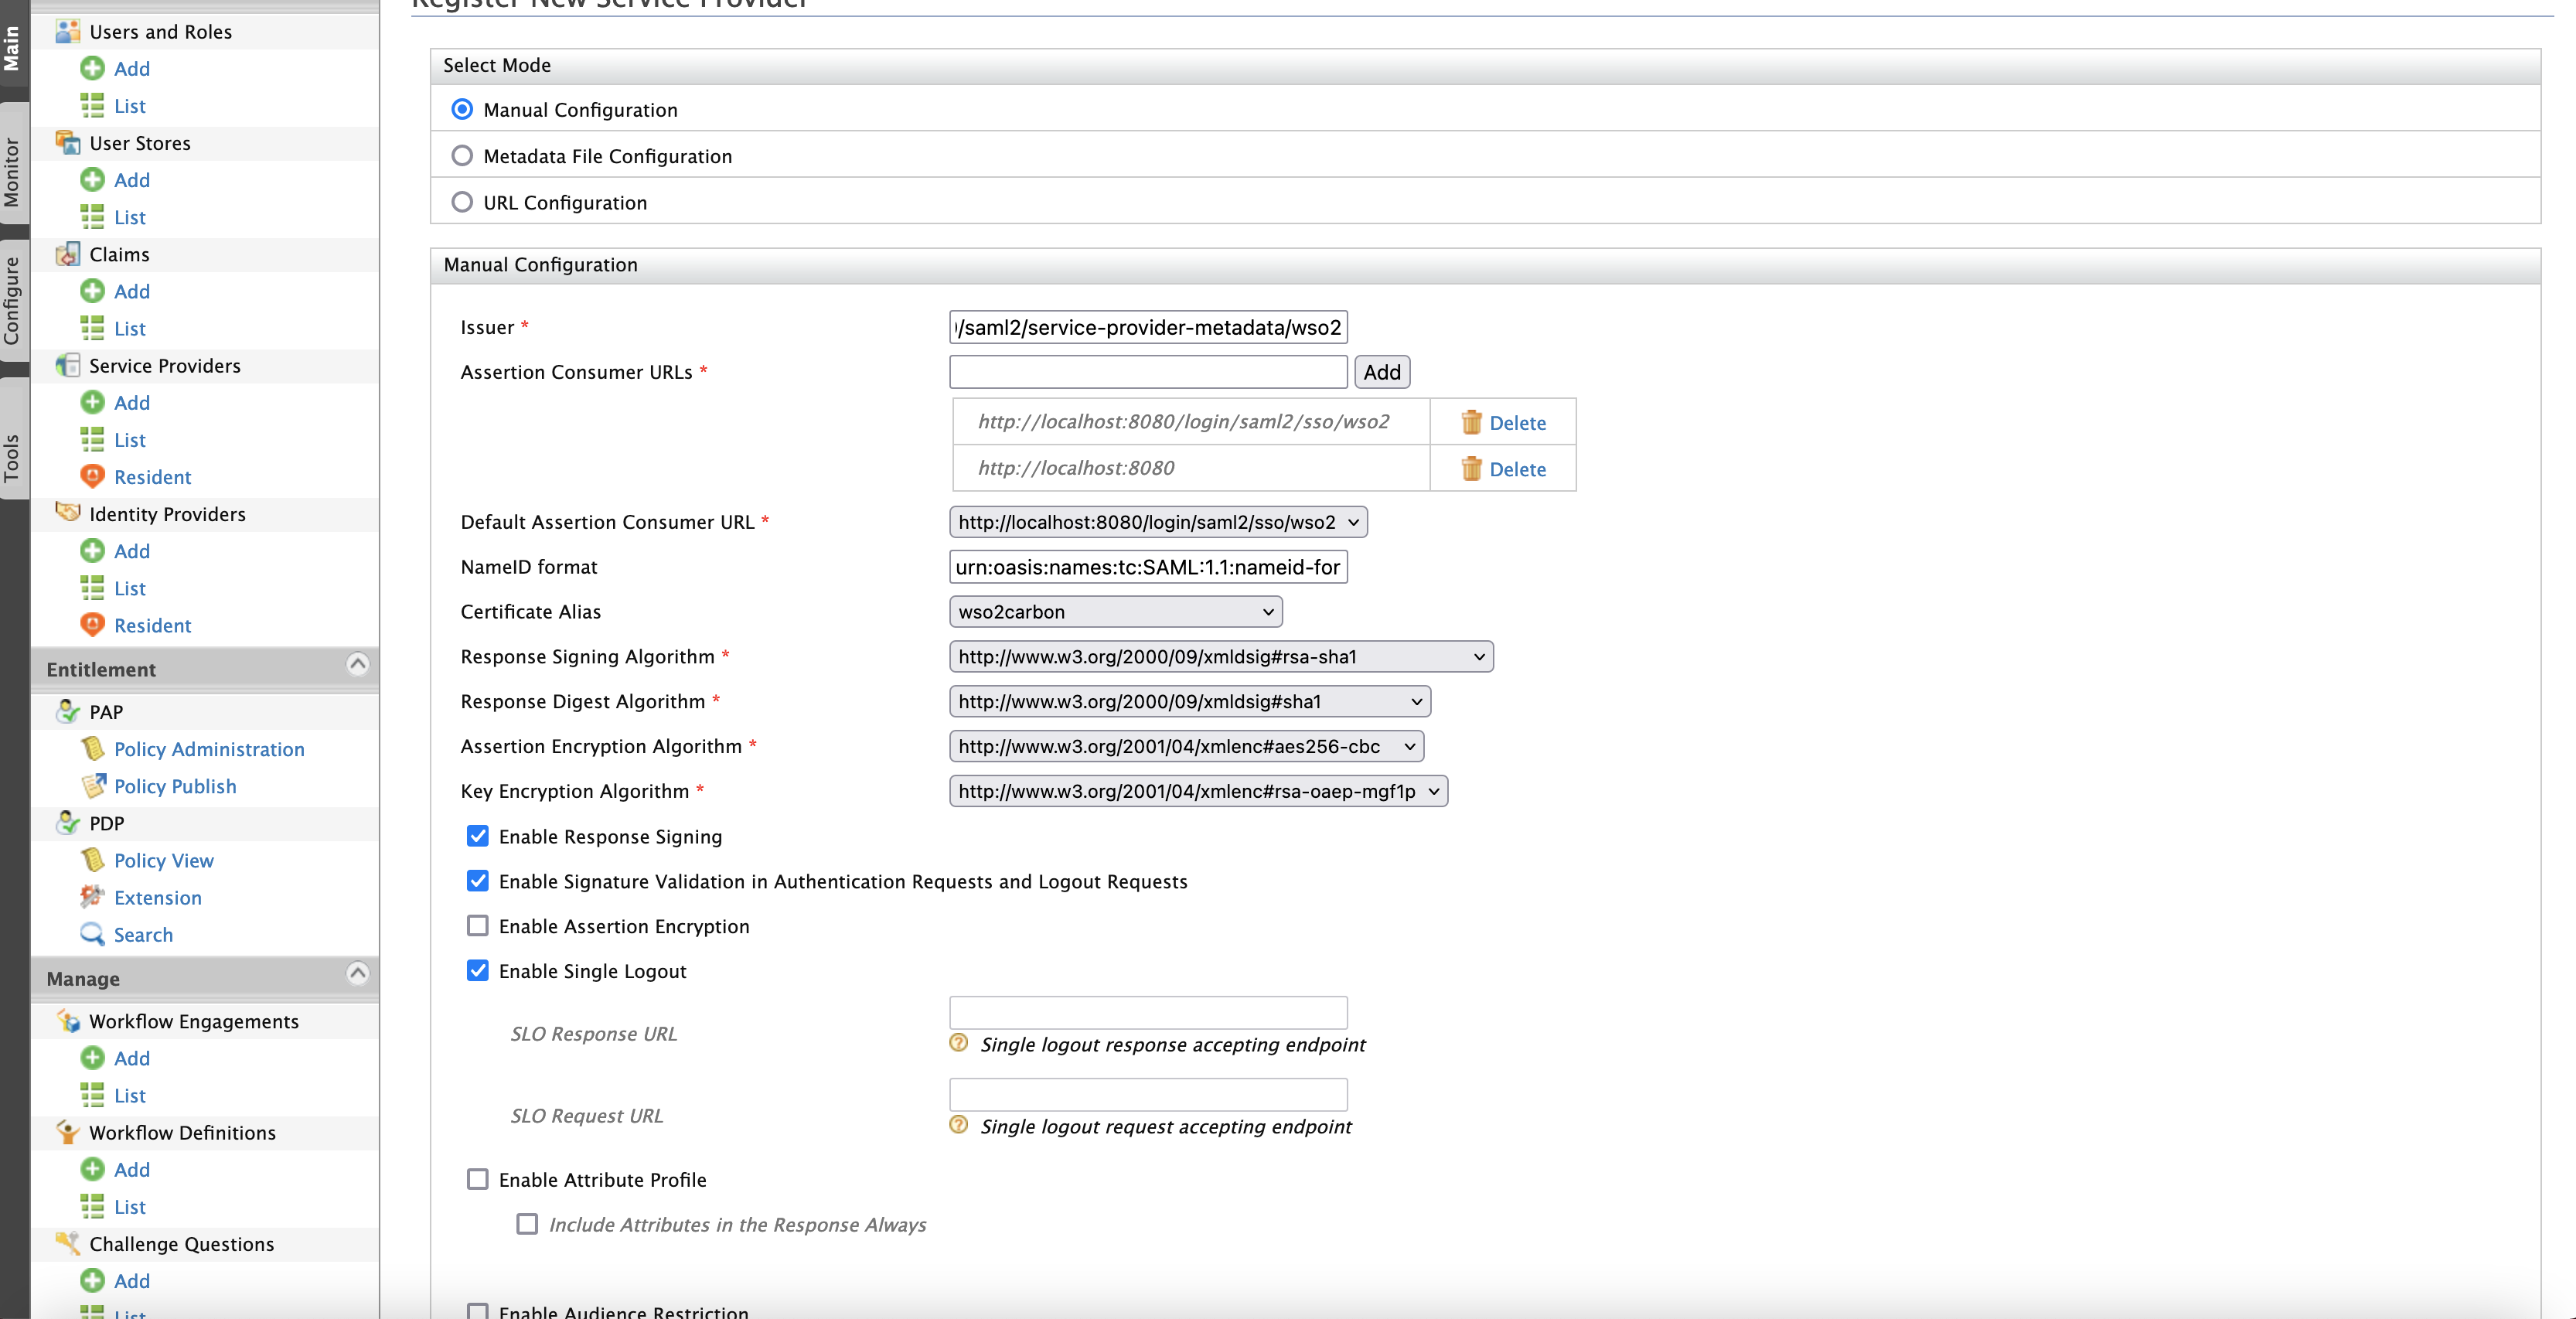 Register New Service Provider
Main
Monitor
Configure
Tools
Users and Roles
Add
List
User Stores
Add
List
Claims
Add
List
Service Providers
Add
List
Resident
Identity Providers
Add
List
Resident
Entitlement
PAP
Policy Administration
Policy Publish
PDP
Policy View
Extension
Search
Manage
Workflow Engagements
Add
List
Workflow Definitions
Add
List
Challenge Questions
Add
List
Select Mode
Manual Configuration
Metadata File Configuration
URL Configuration
Manual Configuration
Issuer * /saml2/service-provider-metadata/wso2
Assertion Consumer URLs * Add
http://localhost:8080/login/saml2/sso/wso2 Delete
http://localhost:8080 Delete
Default Assertion Consumer URL * http://localhost:8080/login/saml2/sso/wso2
NameID format urn:oasis:names:tc:SAML:1.1:nameid-for
Certificate Alias wso2carbon
Response Signing Algorithm * http://www.w3.org/2000/09/xmldsig#rsa-sha1
Response Digest Algorithm * http://www.w3.org/2000/09/xmldsig#sha1
Assertion Encryption Algorithm * http://www.w3.org/2001/04/xmlenc#aes256-cbc
Key Encryption Algorithm * http://www.w3.org/2001/04/xmlenc#rsa-oaep-mgf1p
Enable Response Signing
Enable Signature Validation in Authentication Requests and Logout Requests
Enable Assertion Encryption
Enable Single Logout
SLO Response URL
? Single logout response accepting endpoint
SLO Request URL
? Single logout request accepting endpoint
Enable Attribute Profile
Include Attributes in the Response Always
Enable Audience Restriction